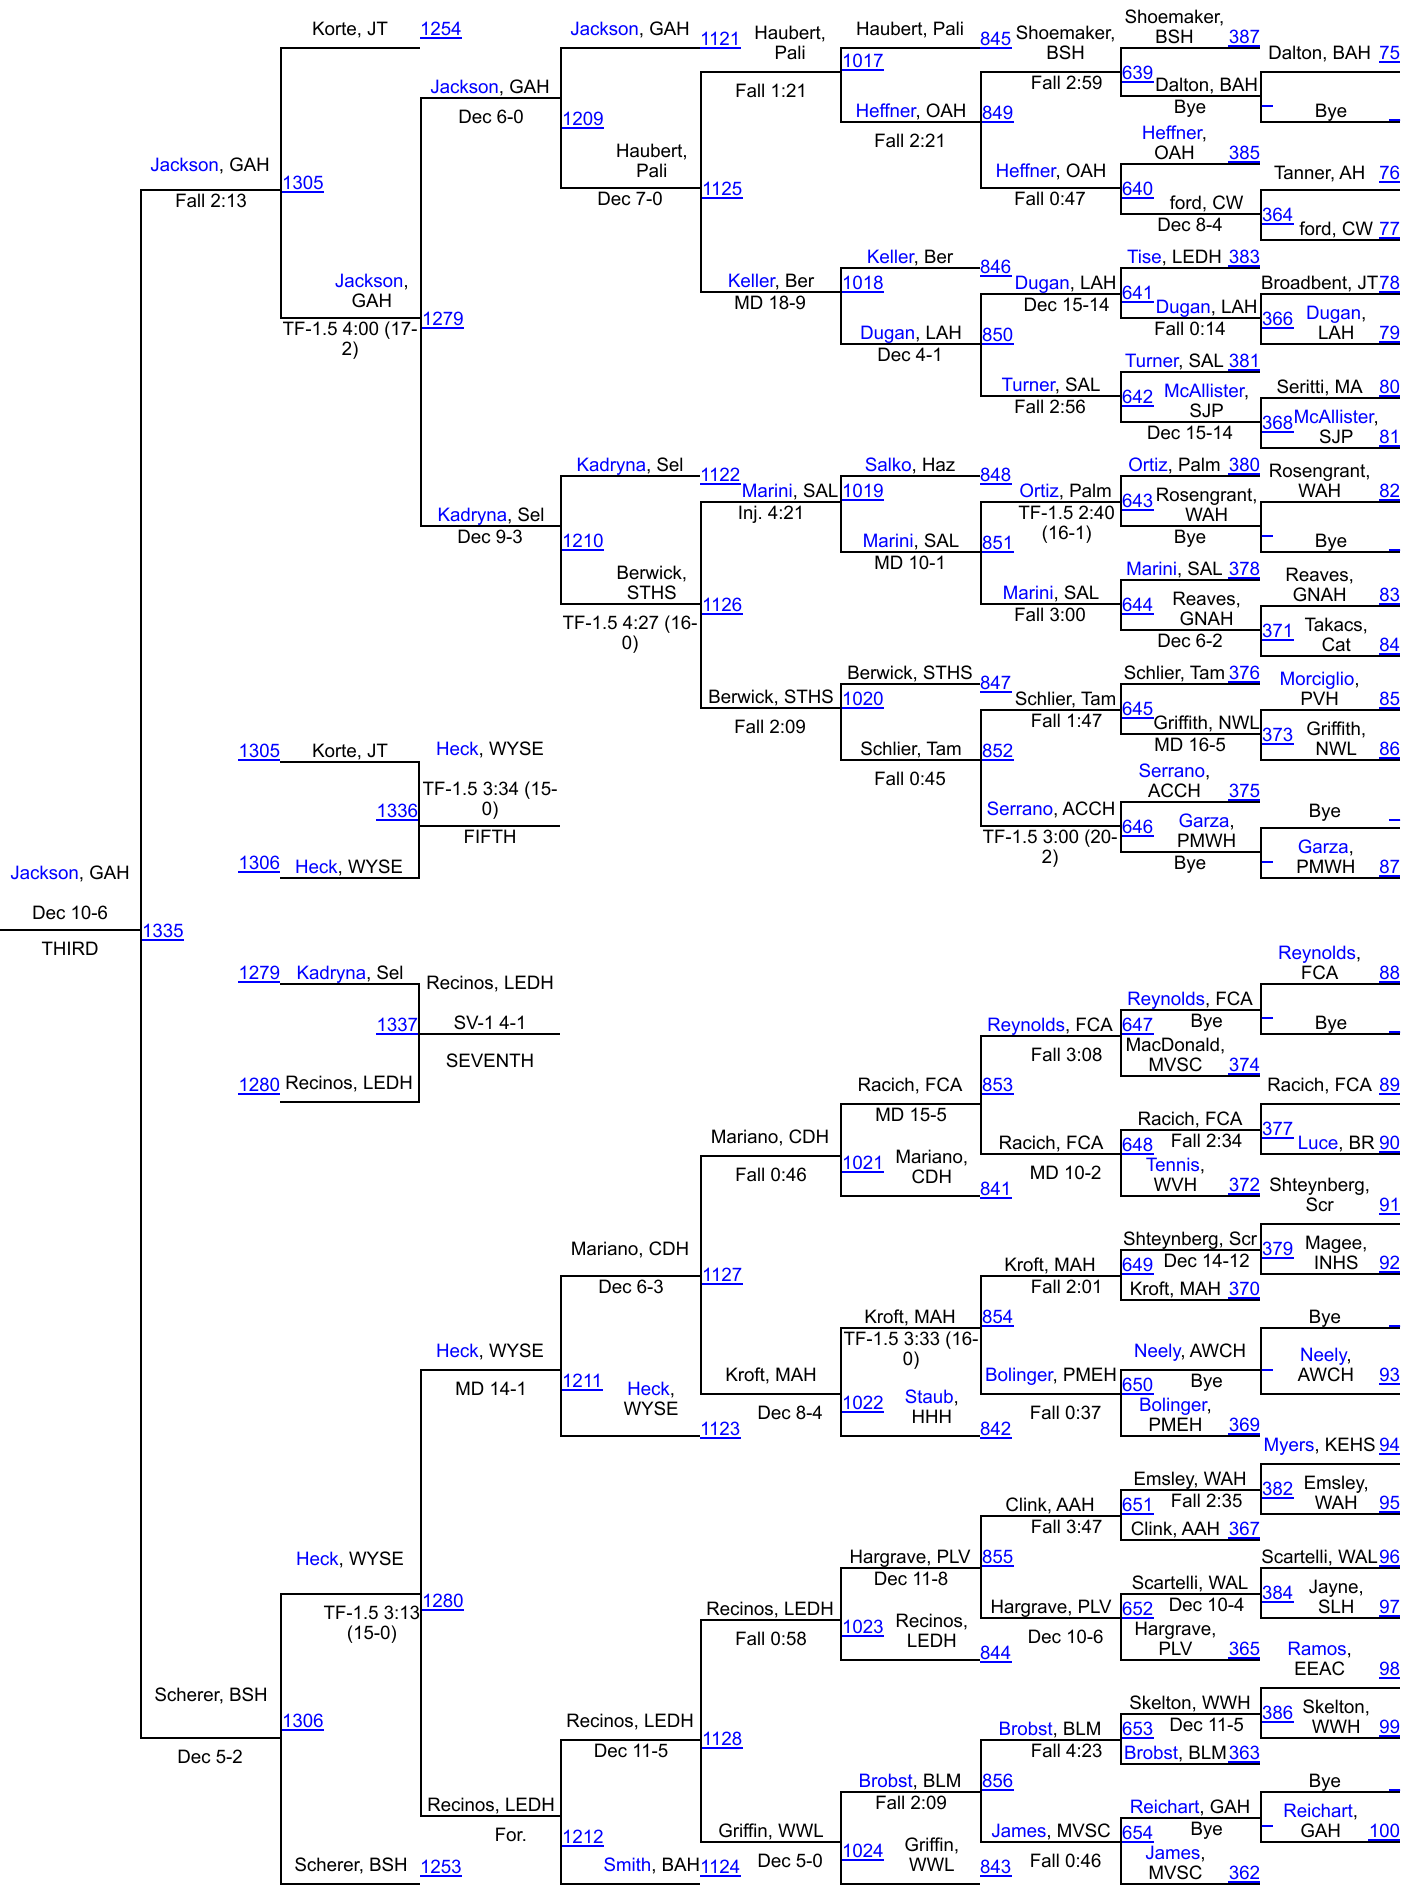 Korte, JT 1254
Jackson, GAH 1121
Haubert,
Pali
Haubert, Pali 845
Shoemaker,
BSH
Shoemaker,
BSH 387
Dalton, BAH 75
Jackson, GAH
Dec 6-0
Fall 1:21
1017
Fall 2:59
639
Dalton, BAH
Bye
Bye
1209
Heffner, OAH 849
Fall 2:21
Heffner,
OAH 385
Haubert,
Pali
Dec 7-0
Jackson, GAH
Fall 2:13
1305
1125
Heffner, OAH
Fall 0:47
640
ford, CW
Dec 8-4
Tanner, AH 76
364
ford, CW 77
Keller, Ber 846
Tise, LEDH 383
Jackson,
GAH
TF-1.5 4:00 (17-
2)
1279
Keller, Ber
MD 18-9
1018
Dugan, LAH
Dec 15-14
641
Dugan, LAH
Fall 0:14
Broadbent, JT 78
366
Dugan,
LAH 79
Dugan, LAH 850
Dec 4-1
Turner, SAL 381
Turner, SAL
Fall 2:56
642
McAllister,
SJP
Dec 15-14
Seritti, MA 80
368
McAllister,
SJP 81
Kadryna, Sel 1122
Salko, Haz 848
Ortiz, Palm 380
Rosengrant,
WAH 82
Marini, SAL 1019
Inj. 4:21
Ortiz, Palm
TF-1.5 2:40
(16-1)
643
Rosengrant,
WAH
Bye
Bye
Kadryna, Sel
Dec 9-3
1210
Marini, SAL 851
MD 10-1
Berwick,
STHS
TF-1.5 4:27 (16-
0)
1126
Marini, SAL 378
Marini, SAL
Fall 3:00
644
Reaves,
GNAH
Dec 6-2
Reaves,
GNAH 83
371
Takacs,
Cat 84
Berwick, STHS 847
Schlier, Tam 376
Berwick, STHS
Fall 2:09
1020
Schlier, Tam
Fall 1:47
645
Griffith, NWL
MD 16-5
Morciglio,
PVH 85
373
Griffith,
NWL 86
1305
Korte, JT
Heck, WYSE
TF-1.5 3:34 (15-
0)
1336
FIFTH
Schlier, Tam 852
Fall 0:45
Serrano,
ACCH 375
Serrano, ACCH
TF-1.5 3:00 (20-
2)
646
Garza,
PMWH
Bye
Bye
Garza,
PMWH 87
1306
Heck, WYSE
Jackson, GAH
Dec 10-6
1335
THIRD
1279
Kadryna, Sel
Recinos, LEDH
1337
SV-1 4-1
SEVENTH
1280
Recinos, LEDH
Reynolds,
FCA 88
Reynolds, FCA
Bye
Bye
Reynolds, FCA 647
Fall 3:08
MacDonald,
MVSC 374
Racich, FCA
MD 15-5
853
Racich, FCA 89
Racich, FCA
Fall 2:34
377
Luce, BR 90
Mariano, CDH
Fall 0:46
1021
Mariano,
CDH 841
Racich, FCA
MD 10-2
648
Tennis,
WVH 372
Shteynberg,
Scr 91
Mariano, CDH
Dec 6-3
1127
Shteynberg, Scr
Dec 14-12
379
Magee,
INHS 92
Kroft, MAH
Fall 2:01
649
Kroft, MAH 370
Kroft, MAH
TF-1.5 3:33 (16-
0)
854
Bye
Heck, WYSE
MD 14-1
1211
Heck,
WYSE 1123
Kroft, MAH
Dec 8-4
1022
Staub,
HHH 842
Neely, AWCH
Bye
Neely,
AWCH 93
Bolinger, PMEH
Fall 0:37
650
Bolinger,
PMEH 369
Myers, KEHS 94
Emsley, WAH
Fall 2:35
382
Emsley,
WAH 95
Clink, AAH
Fall 3:47
651
Clink, AAH 367
Heck, WYSE
TF-1.5 3:13
(15-0)
1280
Hargrave, PLV
Dec 11-8
855
Scartelli, WAL 96
Scartelli, WAL
Dec 10-4
384
Jayne,
SLH 97
Recinos, LEDH
Fall 0:58
1023
Recinos,
LEDH 844
Hargrave, PLV
Dec 10-6
652
Hargrave,
PLV 365
Ramos,
EEAC 98
Scherer, BSH
Dec 5-2
1306
Recinos, LEDH
Dec 11-5
1128
Skelton, WWH
Dec 11-5
386
Skelton,
WWH 99
Brobst, BLM
Fall 4:23
653
Brobst, BLM 363
Brobst, BLM
Fall 2:09
856
Bye
Recinos, LEDH
For.
1212
Griffin, WWL
Dec 5-0
1024
Griffin,
WWL 843
Reichart, GAH
Bye
Reichart,
GAH 100
James, MVSC
Fall 0:46
654
James,
MVSC 362
Scherer, BSH 1253
Smith, BAH 1124